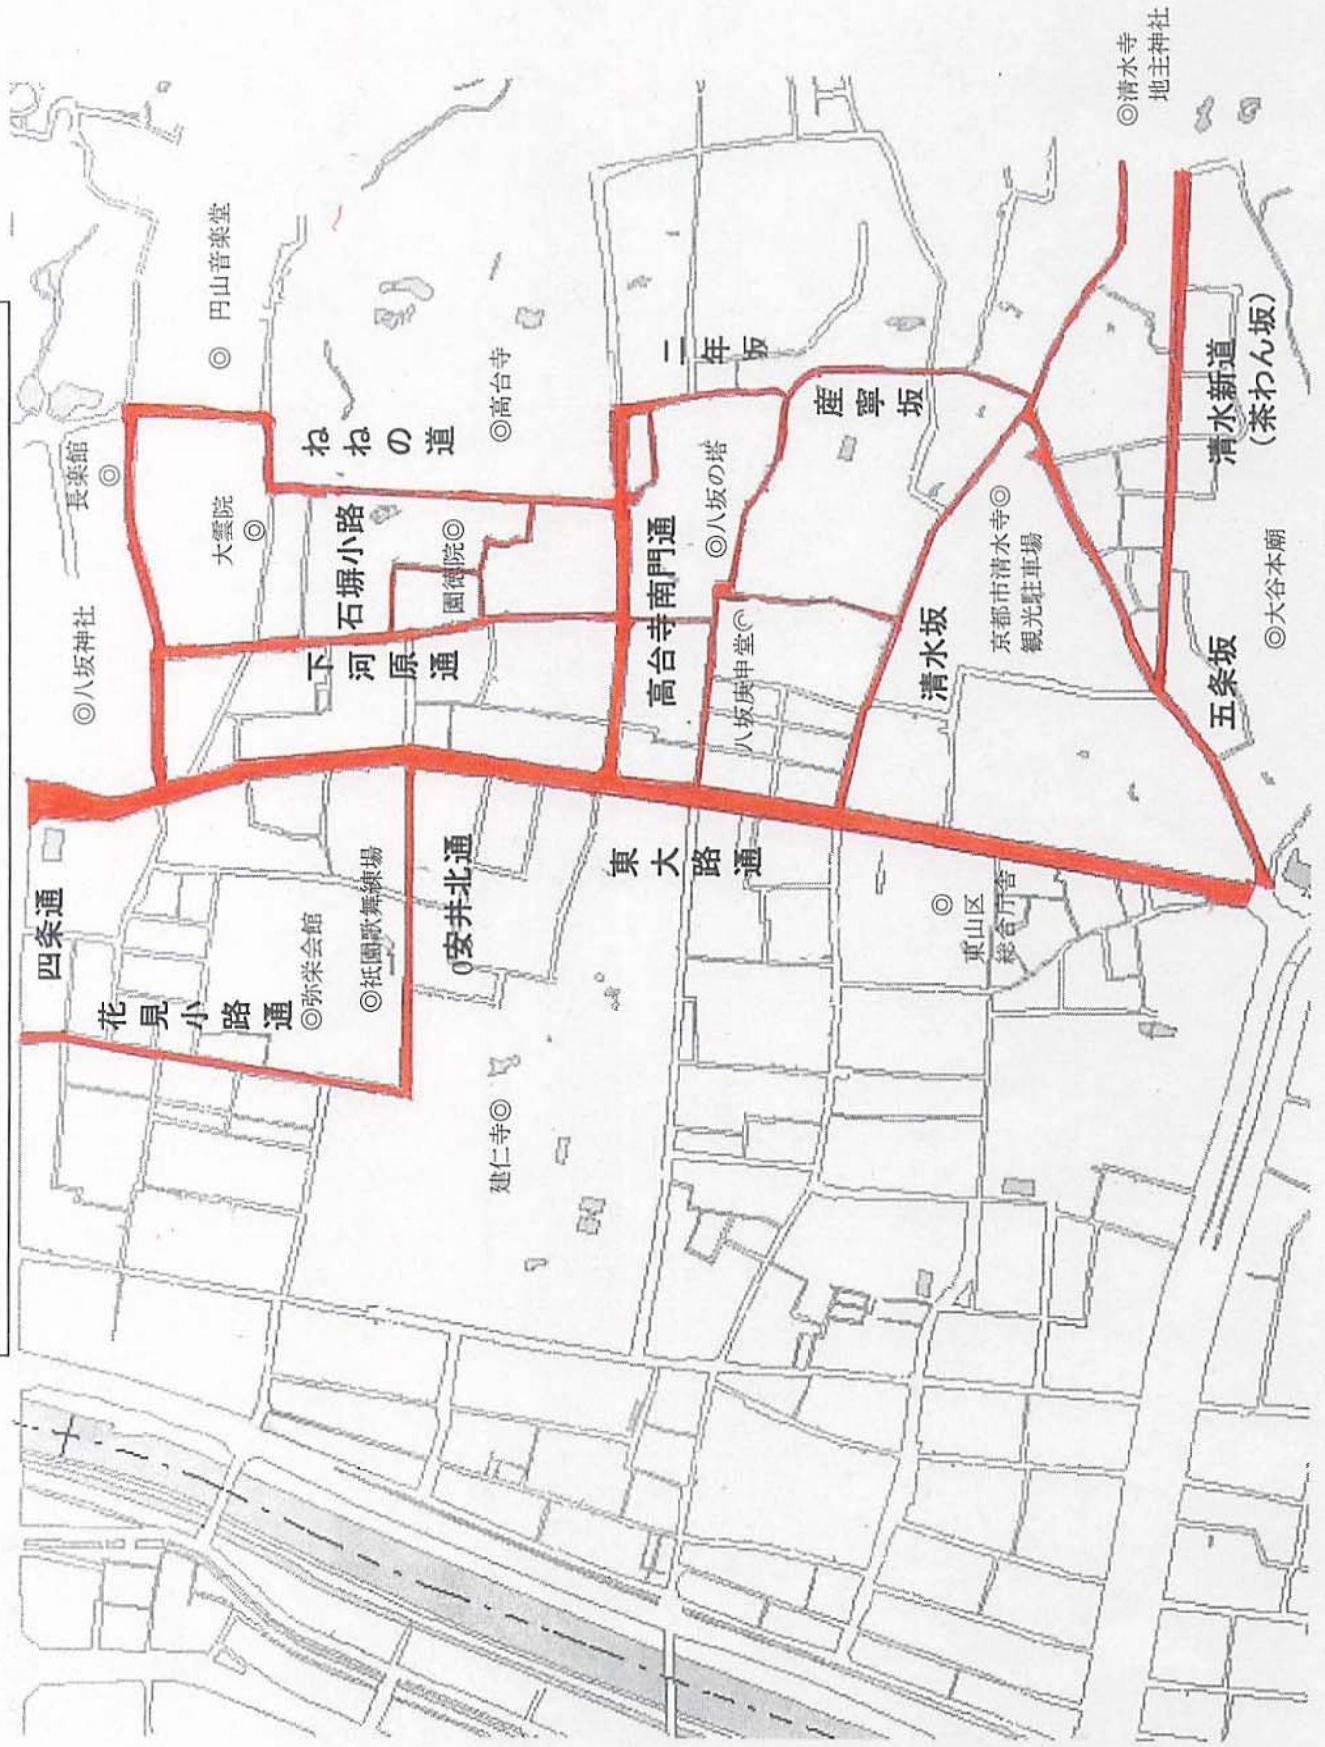 ◎清水寺
地主神社
◎円山音楽堂
長楽館◎
◎八坂神社
大雲院◎
ねねの道
◎高台寺
二年坂
産寧坂
清水新道
(茶わん坂)
石塀小路
圓徳院◎
下河原通
高台寺南門通
◎八坂の塔
八坂庚申堂◎
清水坂
京都市清水寺◎
観光駐車場
五条坂
◎大谷本廟
四条通
花見小路通
◎弥栄会館
◎祇園歌舞練場
0安井北通
東大路通
◎
東山区
総合庁舎
建仁寺◎